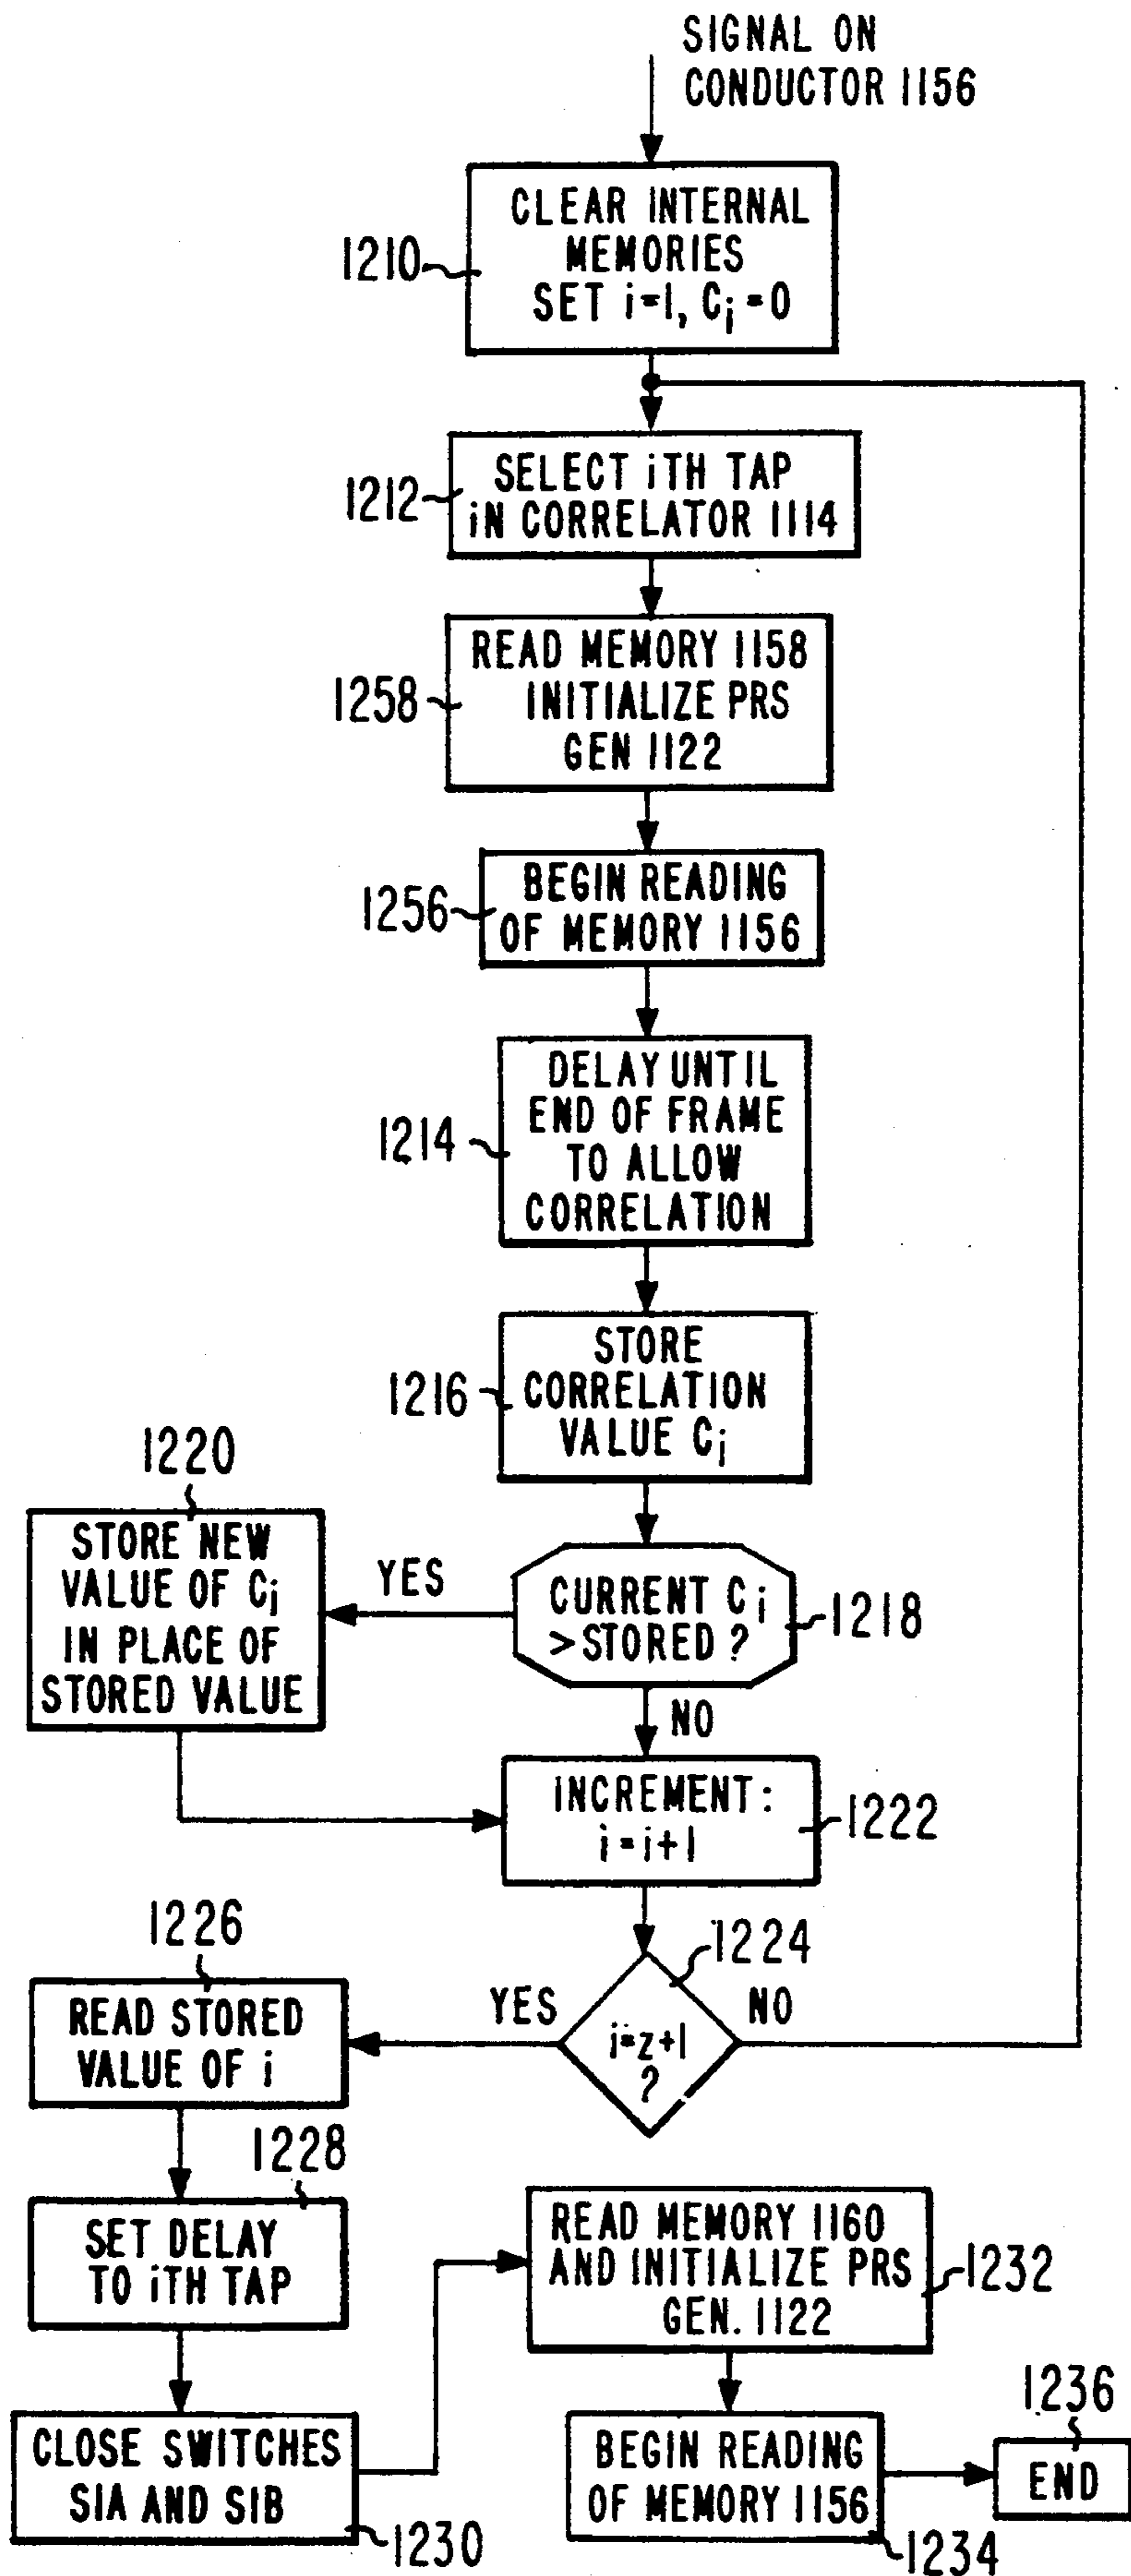 SIGNAL ON
CONDUCTOR 1156
CLEAR INTERNAL
MEMORIES
SET i=1, Ci=0
1210
SELECT iTH TAP
iN CORRELATOR 1114
1212
READ MEMORY 1158
INITIALIZE PRS
GEN 1122
1258
BEGIN READING
OF MEMORY 1156
1256
DELAY UNTIL
END OF FRAME
TO ALLOW
CORRELATION
1214
STORE
CORRELATION
VALUE Ci
1216
1220
STORE NEW
VALUE OF Ci
IN PLACE OF
STORED VALUE
YES
CURRENT Ci
>STORED ?
1218
NO
INCREMENT:
i=i+1
1222
1224
i=z+1
?
YES
NO
1226
READ STORED
VALUE OF i
1228
SET DELAY
TO iTH TAP
CLOSE SWITCHES
S1A AND S1B
1230
READ MEMORY 1160
AND INITIALIZE PRS
GEN. 1122
1232
BEGIN READING
OF MEMORY 1156
1234
1236
END